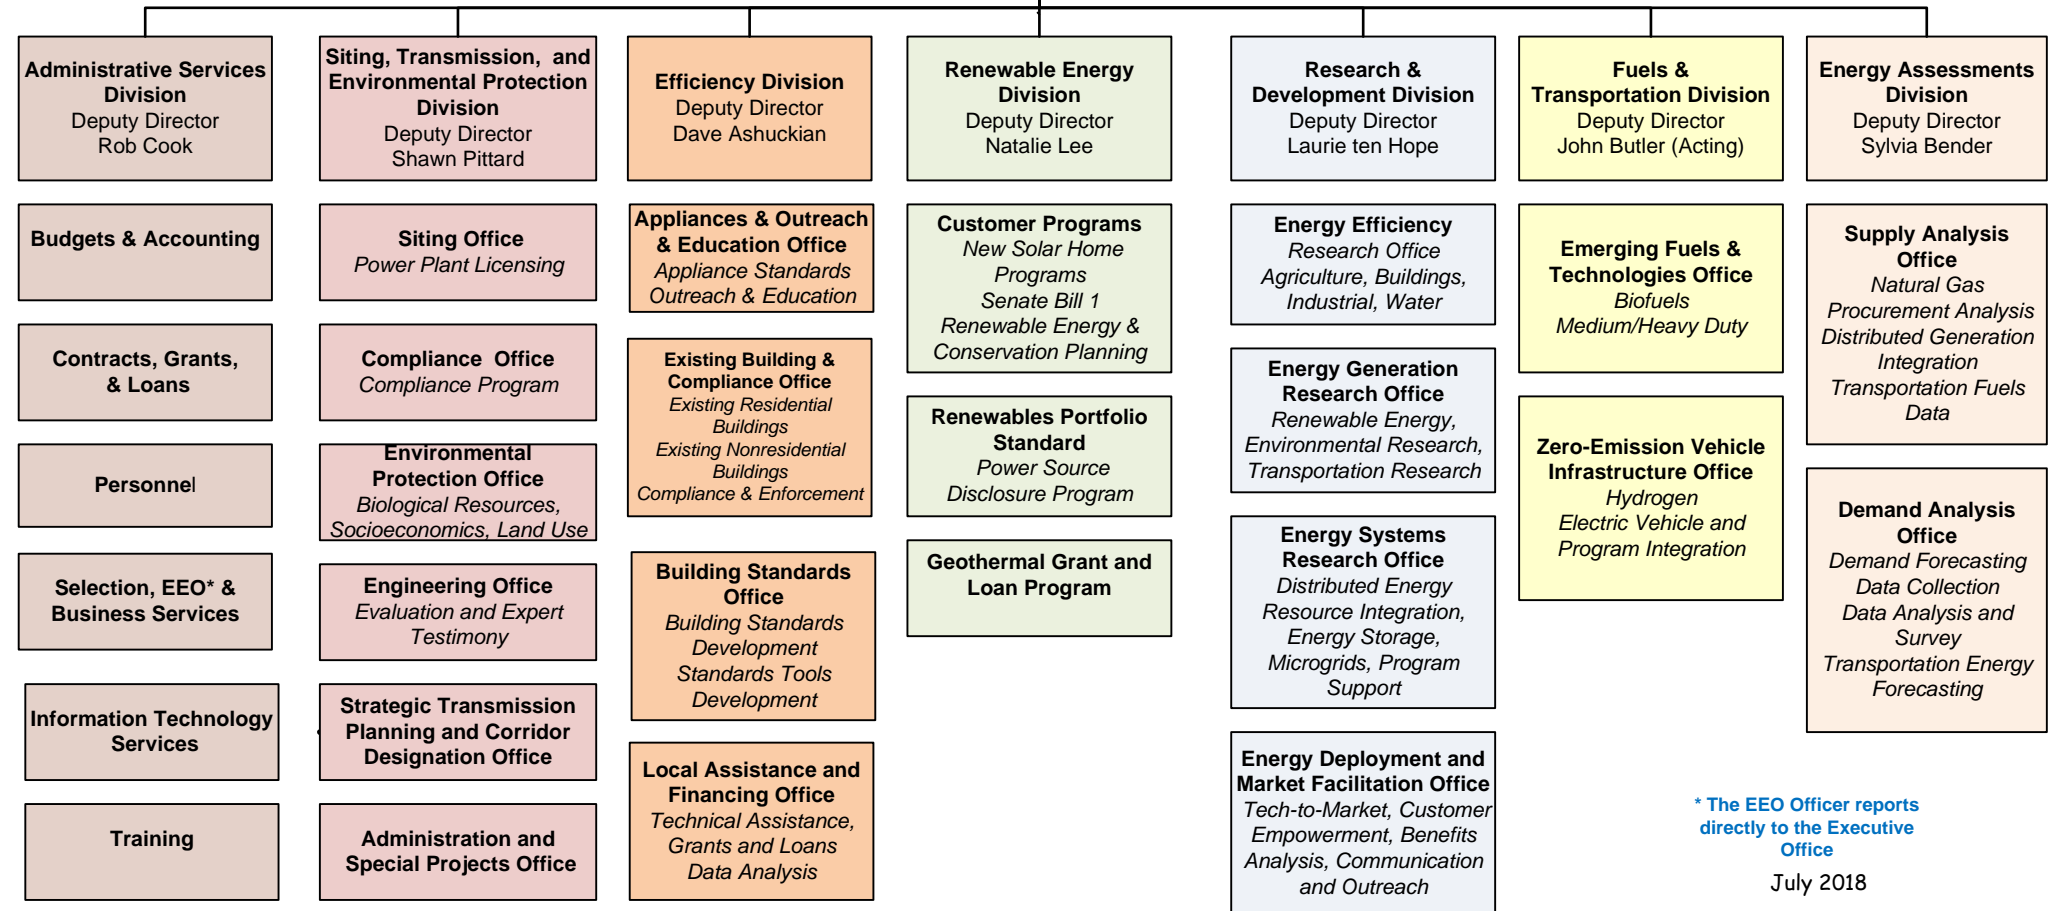 Administrative Services
Division
Deputy Director
Rob Cook
Budgets & Accounting
Contracts, Grants,
& Loans
Personnel
Selection, EEO* &
Business Services
Information Technology
Services
Training
Siting, Transmission, and
Environmental Protection
Division
Deputy Director
Shawn Pittard
Siting Office
Power Plant Licensing
Compliance Office
Compliance Program
Environmental
Protection Office
Biological Resources,
Socioeconomics, Land Use
Engineering Office
Evaluation and Expert
Testimony
Strategic Transmission
Planning and Corridor
Designation Office
Administration and
Special Projects Office
Efficiency Division
Deputy Director
Dave Ashuckian
Appliances & Outreach
& Education Office
Appliance Standards
Outreach & Education
Existing Building &
Compliance Office
Existing Residential
Buildings
Existing Nonresidential
Buildings
Compliance & Enforcement
Building Standards
Office
Building Standards
Development
Standards Tools
Development
Local Assistance and
Financing Office
Technical Assistance,
Grants and Loans
Data Analysis
Renewable Energy
Division
Deputy Director
Natalie Lee
Customer Programs
New Solar Home
Programs
Senate Bill 1
Renewable Energy &
Conservation Planning
Renewables Portfolio
Standard
Power Source
Disclosure Program
Geothermal Grant and
Loan Program
Research &
Development Division
Deputy Director
Laurie ten Hope
Energy Efficiency
Research Office
Agriculture, Buildings,
Industrial, Water
Energy Generation
Research Office
Renewable Energy,
Environmental Research,
Transportation Research
Energy Systems
Research Office
Distributed Energy
Resource Integration,
Energy Storage,
Microgrids, Program
Support
Energy Deployment and
Market Facilitation Office
Tech-to-Market, Customer
Empowerment, Benefits
Analysis, Communication
and Outreach
Fuels &
Transportation Division
Deputy Director
John Butler (Acting)
Emerging Fuels &
Technologies Office
Biofuels
Medium/Heavy Duty
Zero-Emission Vehicle
Infrastructure Office
Hydrogen
Electric Vehicle and
Program Integration
Energy Assessments
Division
Deputy Director
Sylvia Bender
Supply Analysis
Office
Natural Gas
Procurement Analysis
Distributed Generation
Integration
Transportation Fuels
Data
Demand Analysis
Office
Demand Forecasting
Data Collection
Data Analysis and
Survey
Transportation Energy
Forecasting
* The EEO Officer reports
directly to the Executive
Office
July 2018